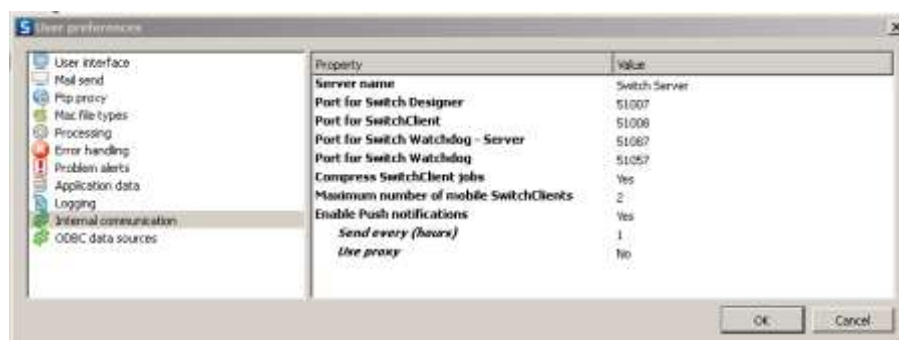 User preferences
User interface
Mail send
Ftp proxy
Mac file types
Processing
Error handling
Problem alerts
Application data
Logging
Internal communication
ODBC data sources
Property Value
Server name Switch Server
Port for Switch Designer 51007
Port for SwitchClient 51008
Port for Switch Watchdog - Server 51087
Port for Switch Watchdog 51057
Compress SwitchClient jobs Yes
Maximum number of mobile SwitchClients 2
Enable Push notifications Yes
Send every (hours) 1
Use proxy No
OK Cancel